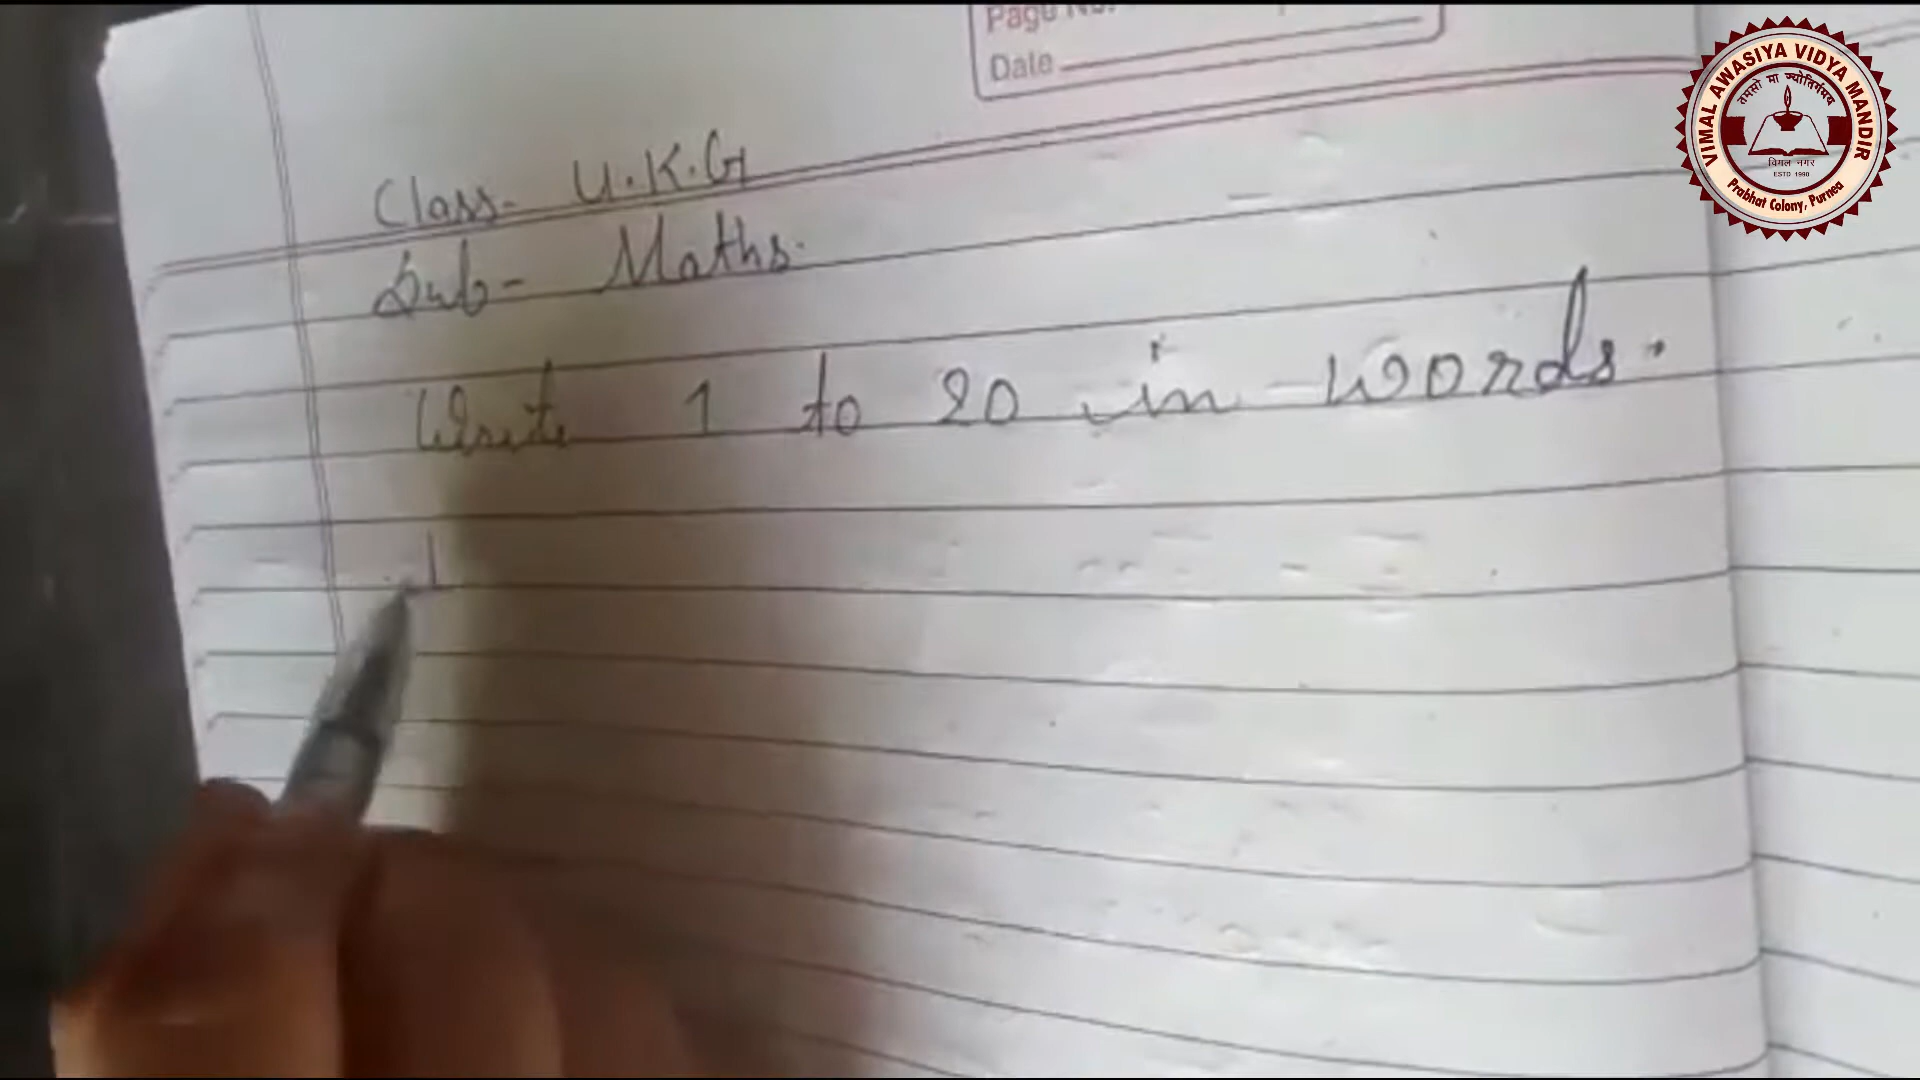 Page No.
Date
Class- U.K.G
Sub- Maths.
Write 1 to 20 in words.
1
VIMAL AWASIYA VIDYA MANDIR
तमसो मा ज्योतिर्गमय
विमल नगर
ESTD 1990
Prabhat Colony, Purnea